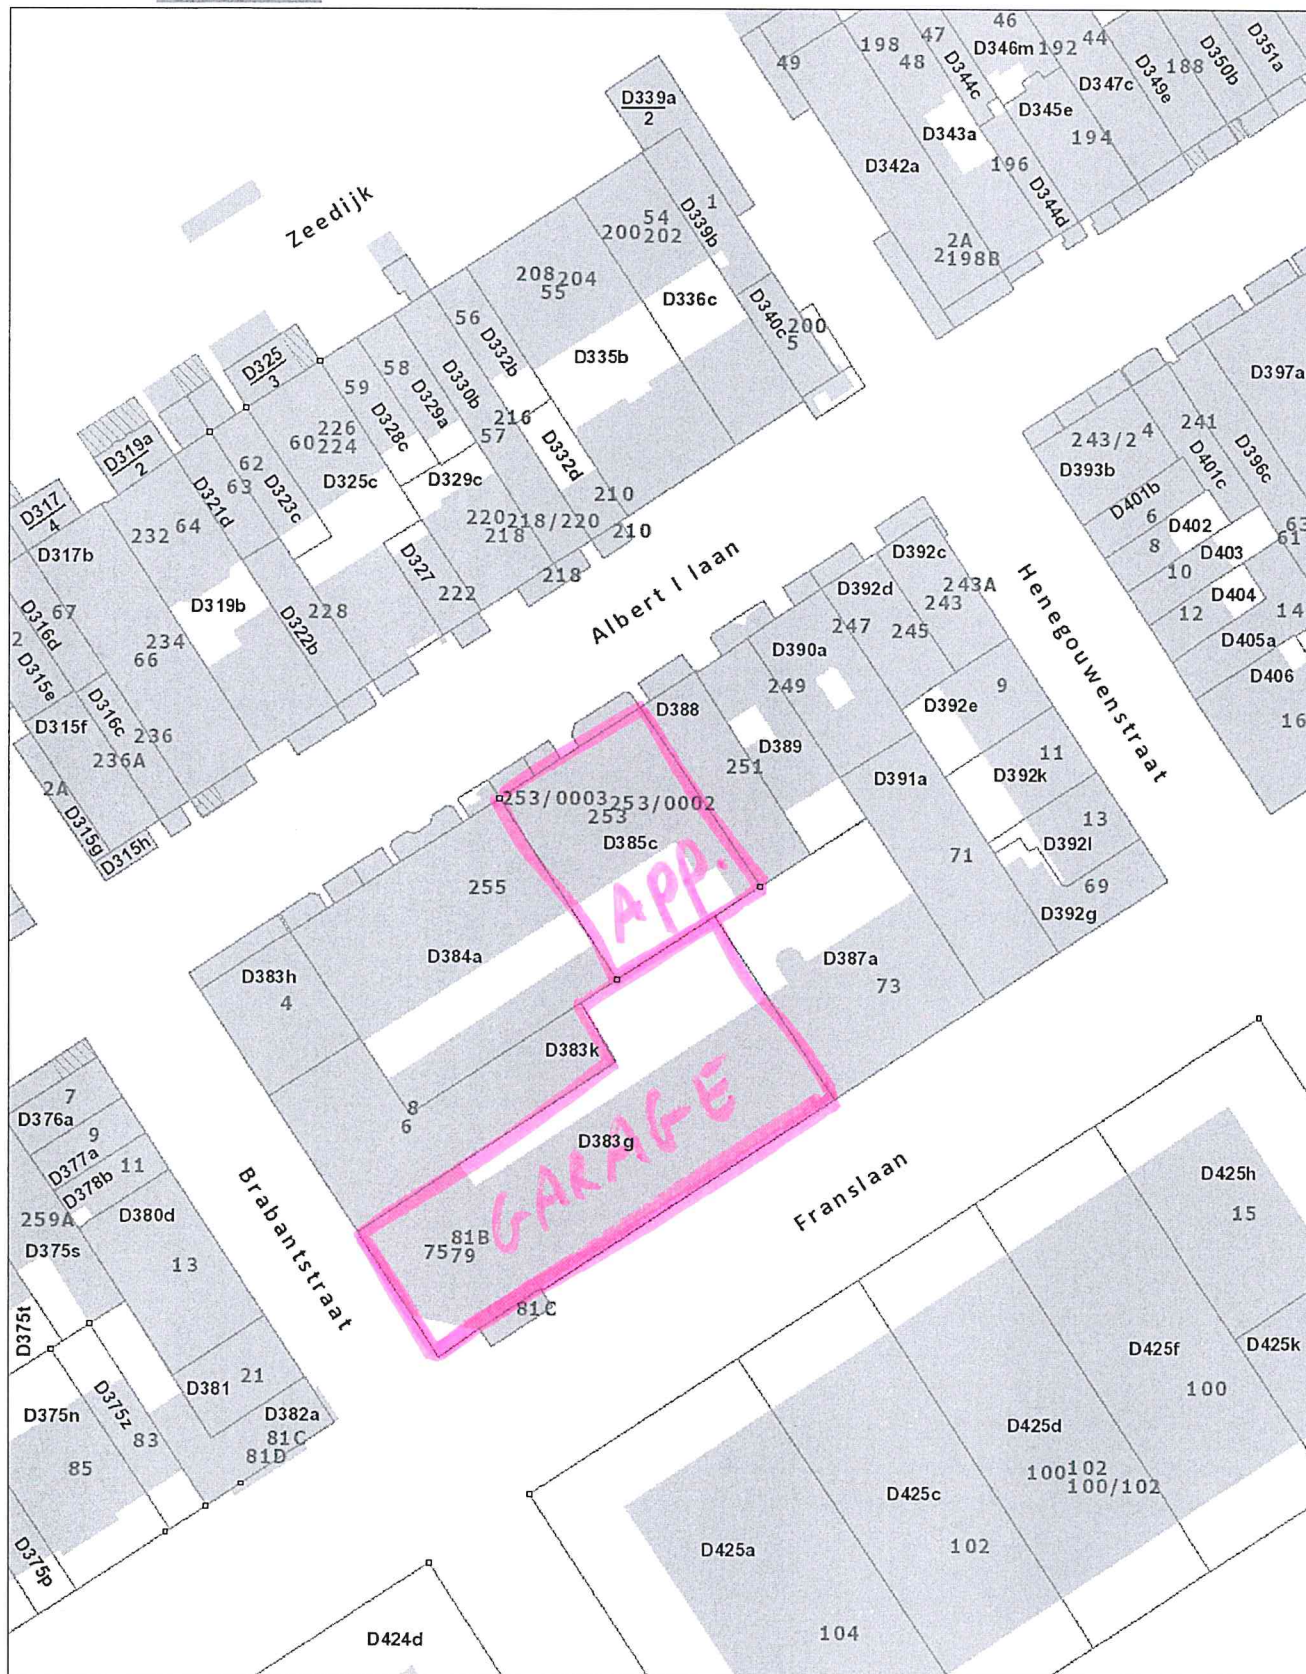 46
47
44
198
D346m
192
D351a
49
48
D344c
188
D350b
D347c
D349e
D339a
2
D345e
D343a
194
D342a
196
Zeedijk
1
54
D339b
D344d
200
202
2A
2
198B
208
204
55
D336c
56
D332b
D340c
200
5
D335b
58
D330b
D325
3
59
D329a
D397a
D328c
226
216
60
224
57
241
4
243/2
D319a
2
62
D393b
D401c
D396c
63
D323c
D325c
D329c
D332d
D401b
D317
4
D321d
210
6
D402
64
232
220
218/220
218
210
63
61
D317b
8
D403
D327
D392c
218
Albert I laan
10
D404
67
D319b
228
222
D392d
243A
Henegouwenstraat
243
12
14
D316d
2
234
66
D322b
247
245
D405a
D390a
D315e
D406
249
9
D315f
D316c
D388
D392e
236
16
236A
D389
11
251
2A
D391a
D392k
253/0003
253/0002
253
D315g
13
D385c
D392l
D315h
71
APP.
255
69
D392g
D384a
D387a
D383h
73
4
D383k
7
8
D376a
6
9
D383g
GARAGE
D377a
11
Franslaan
D378b
D425h
259A
D380d
Brabantstraat
15
81B
D375s
75
79
13
81C
D375t
D425k
D425f
21
D381
100
D375n
D375z
D382a
D425d
81C
83
81D
85
100
102
100/102
D425c
D425a
102
D375p
104
D424d